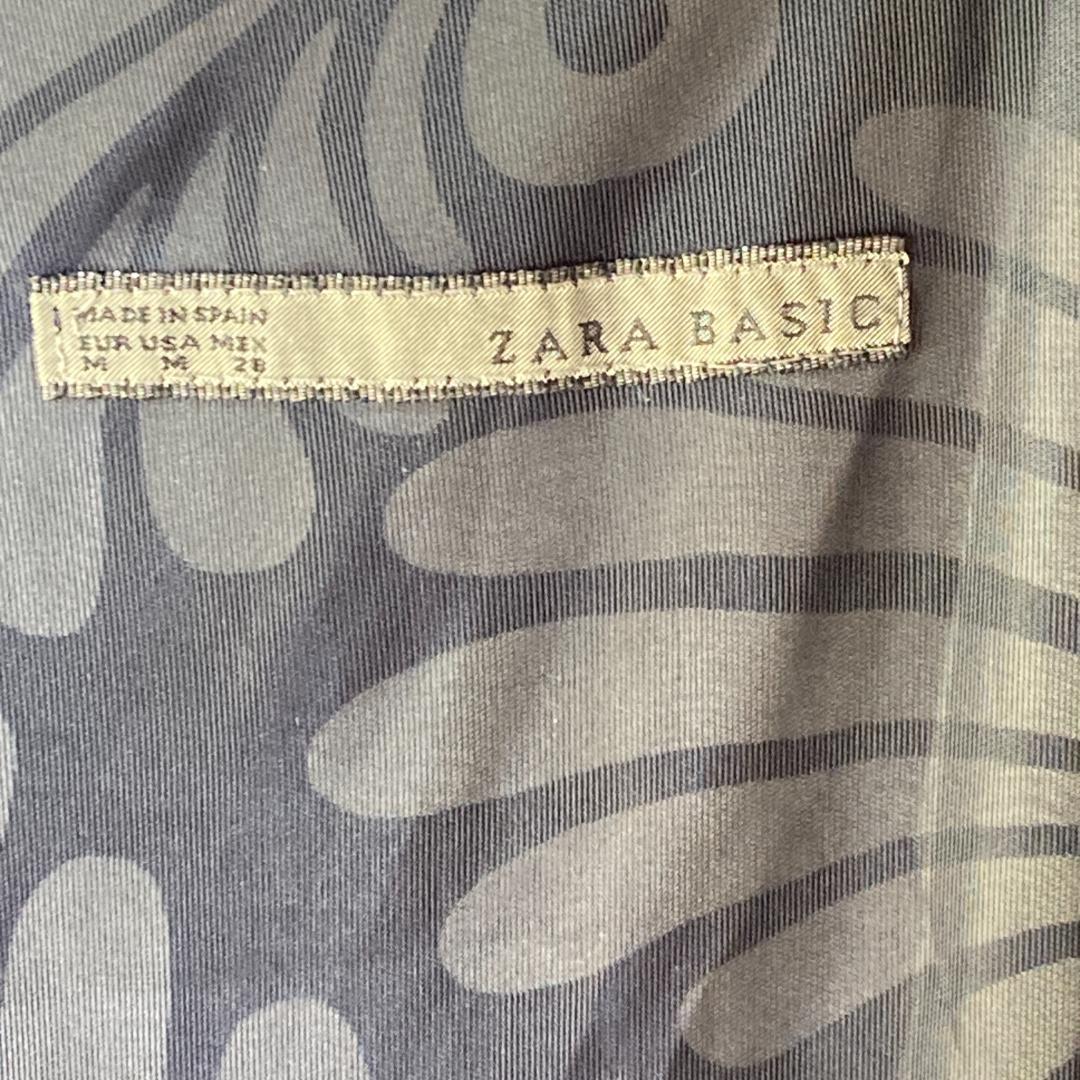 MADE IN SPAIN
EUR USA MEX
M M 28
ZARA BASIC